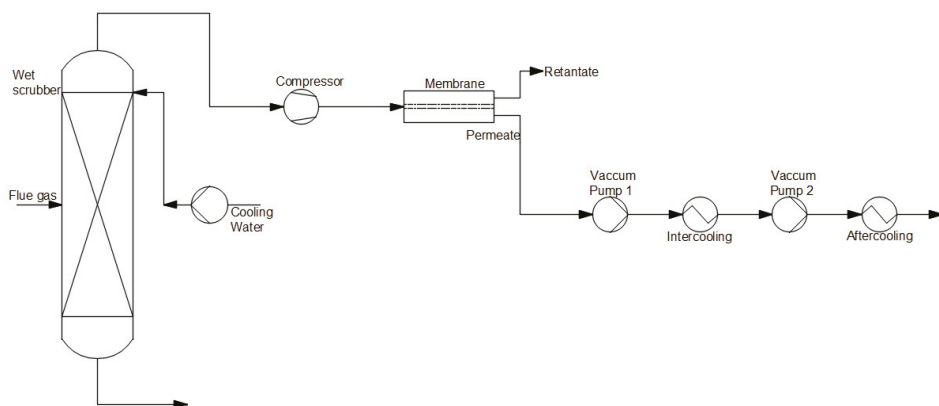 Wet
scrubber
Flue gas
Cooling
Water
Compressor
Membrane
Retantate
Permeate
Vaccum
Pump 1
Intercooling
Vaccum
Pump 2
Aftercooling